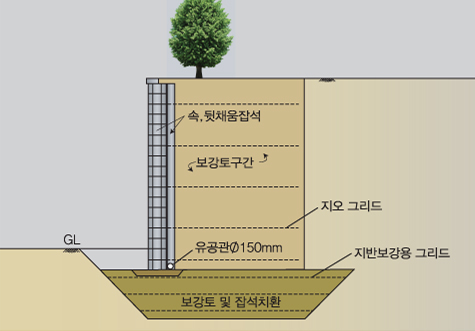 속,뒷채움잡석
보강토구간
지오 그리드
GL
유공관Ø150mm
지반보강용 그리드
보강토 및 잡석치환